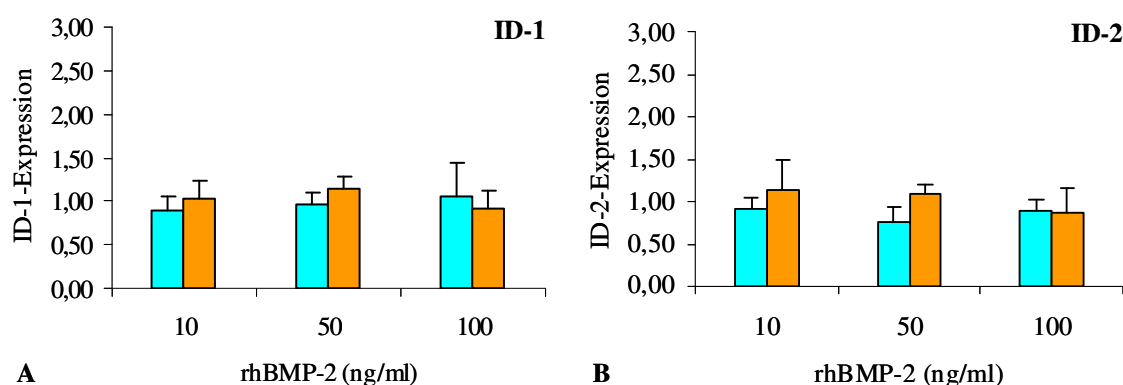 ID-1
3,00
2,50
2,00
1,50
1,00
0,50
0,00
ID-1-Expression
10 50 100
rhBMP-2 (ng/ml)
A
ID-2
3,00
2,50
2,00
1,50
1,00
0,50
0,00
ID-2-Expression
10 50 100
rhBMP-2 (ng/ml)
B